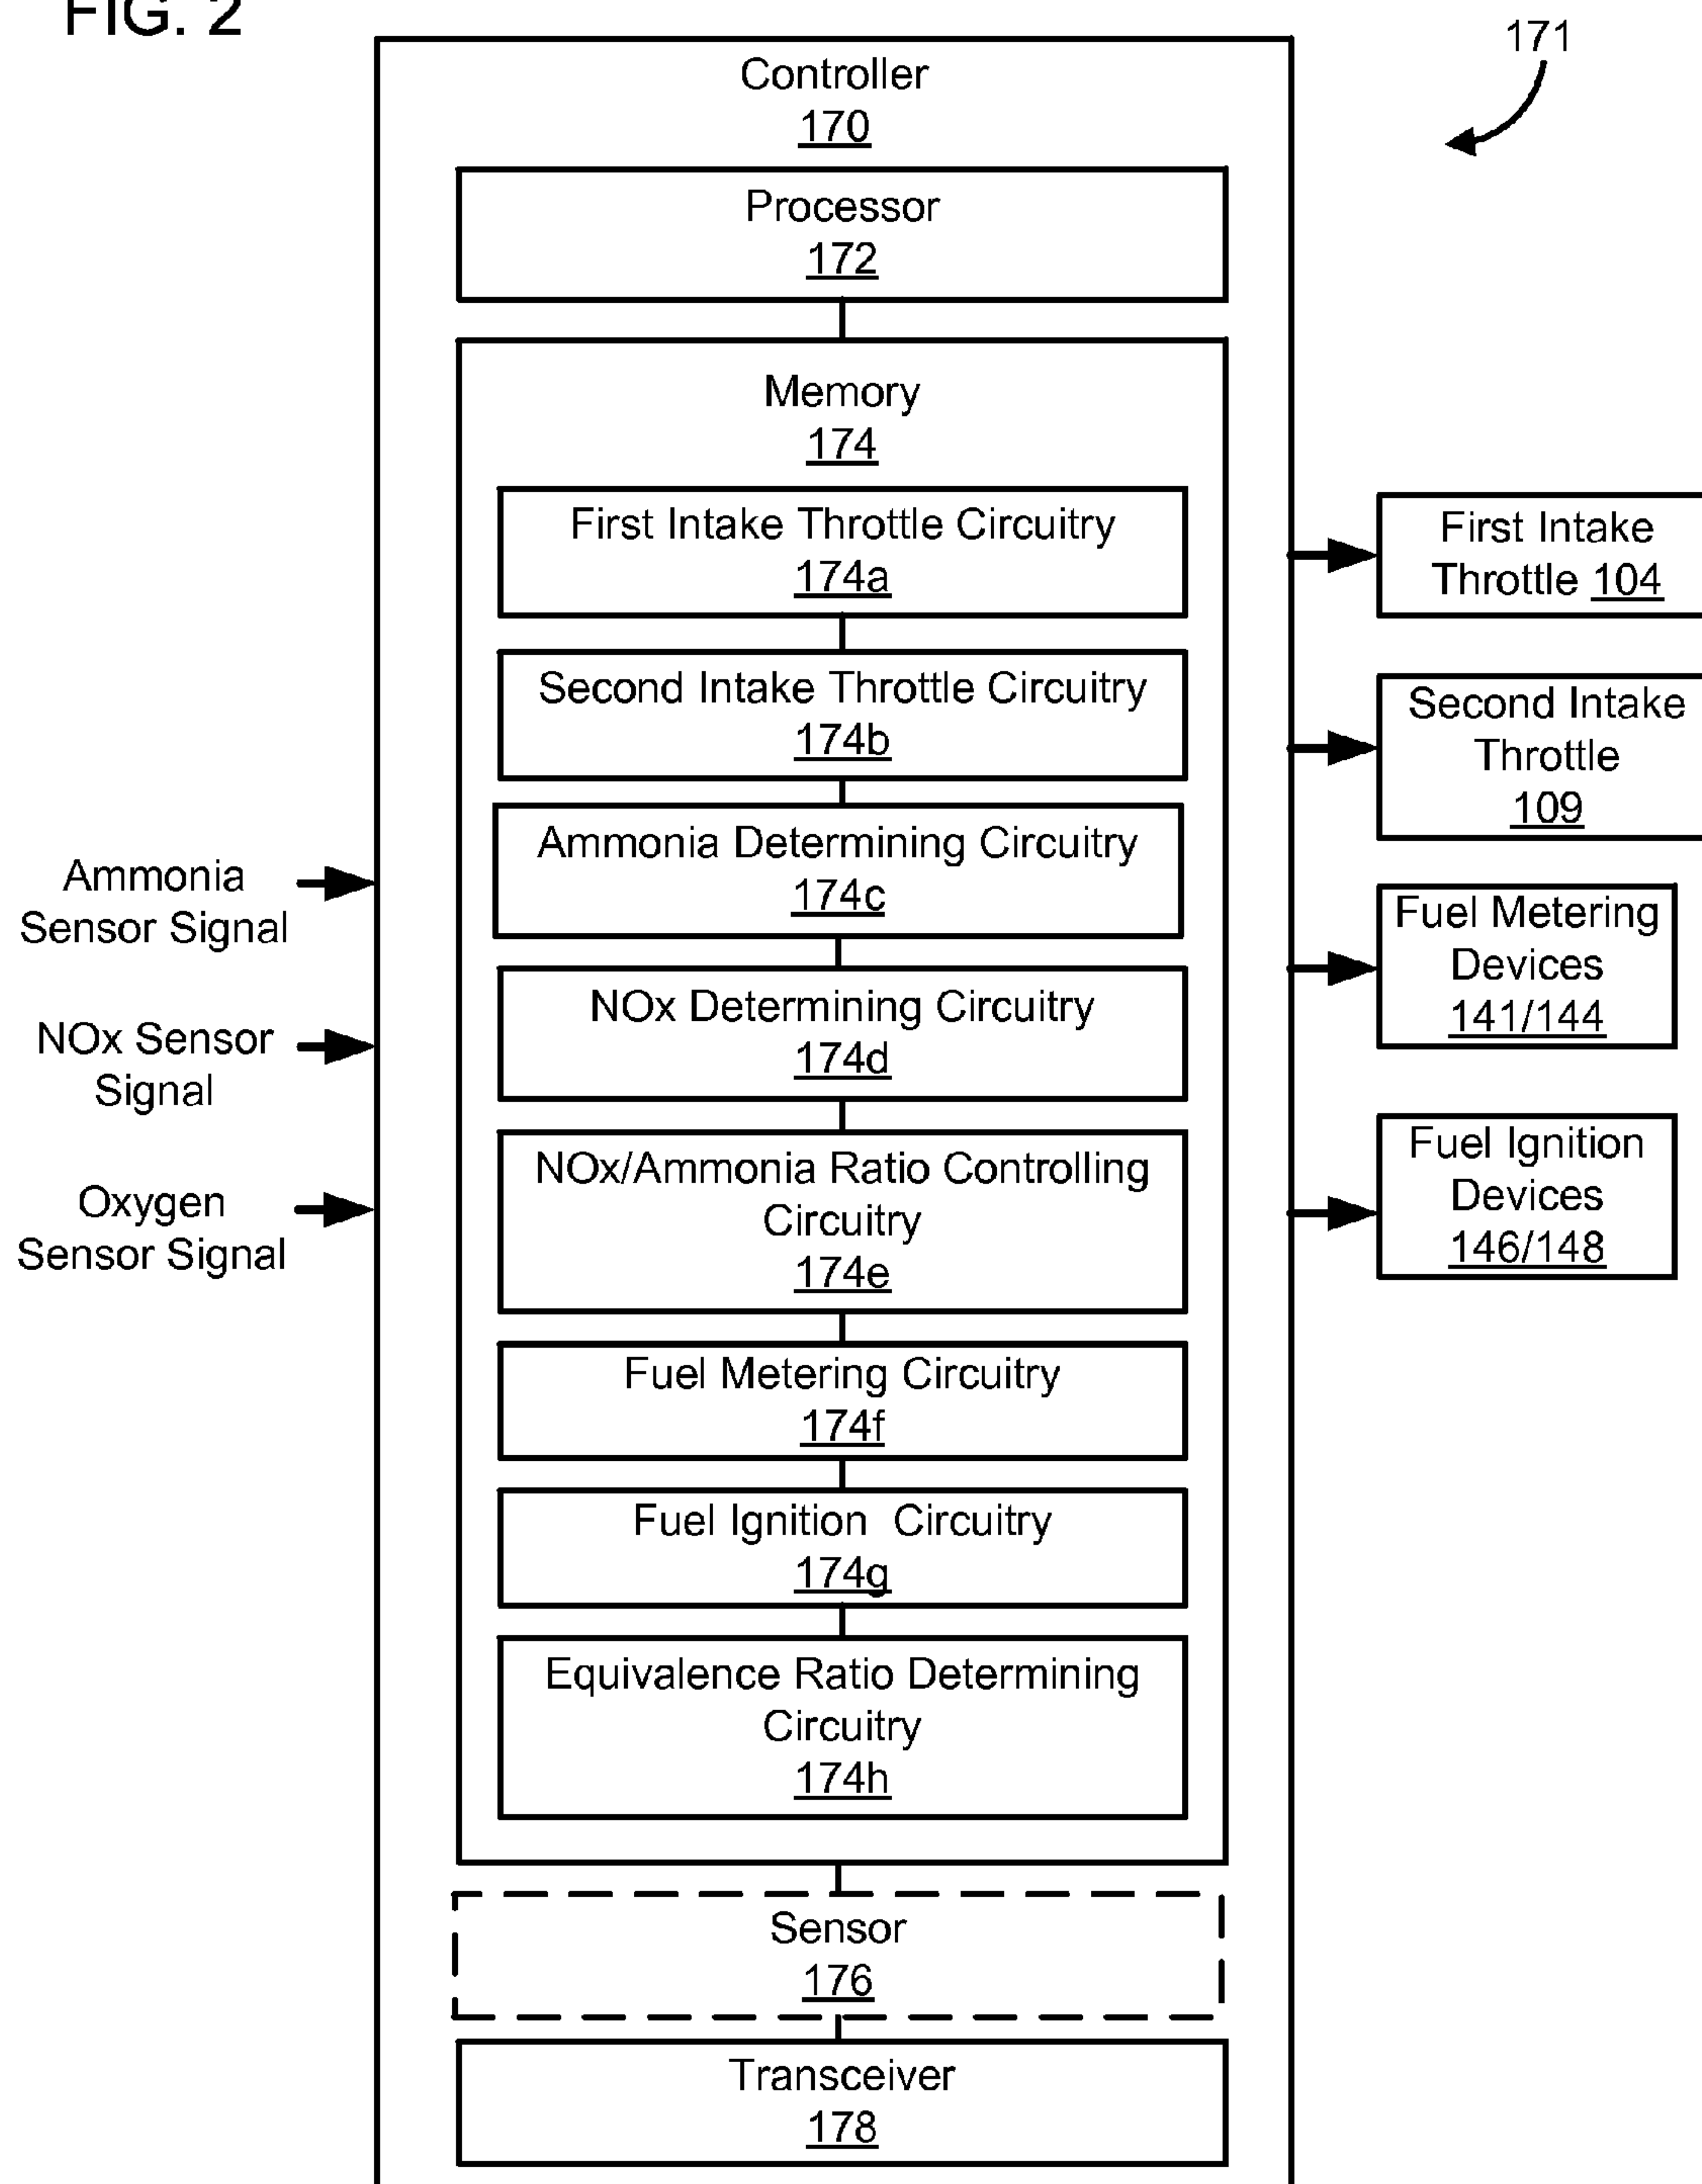 FIG. 2
171
Controller
170
Processor
172
Memory
174
First Intake Throttle Circuitry
174a
Second Intake Throttle Circuitry
174b
Ammonia Determining Circuitry
174c
NOx Determining Circuitry
174d
NOx/Ammonia Ratio Controlling
Circuitry
174e
Fuel Metering Circuitry
174f
Fuel Ignition Circuitry
174g
Equivalence Ratio Determining
Circuitry
174h
Sensor
176
Transceiver
178
Ammonia
Sensor Signal
NOx Sensor
Signal
Oxygen
Sensor Signal
First Intake
Throttle 104
Second Intake
Throttle
109
Fuel Metering
Devices
141/144
Fuel Ignition
Devices
146/148